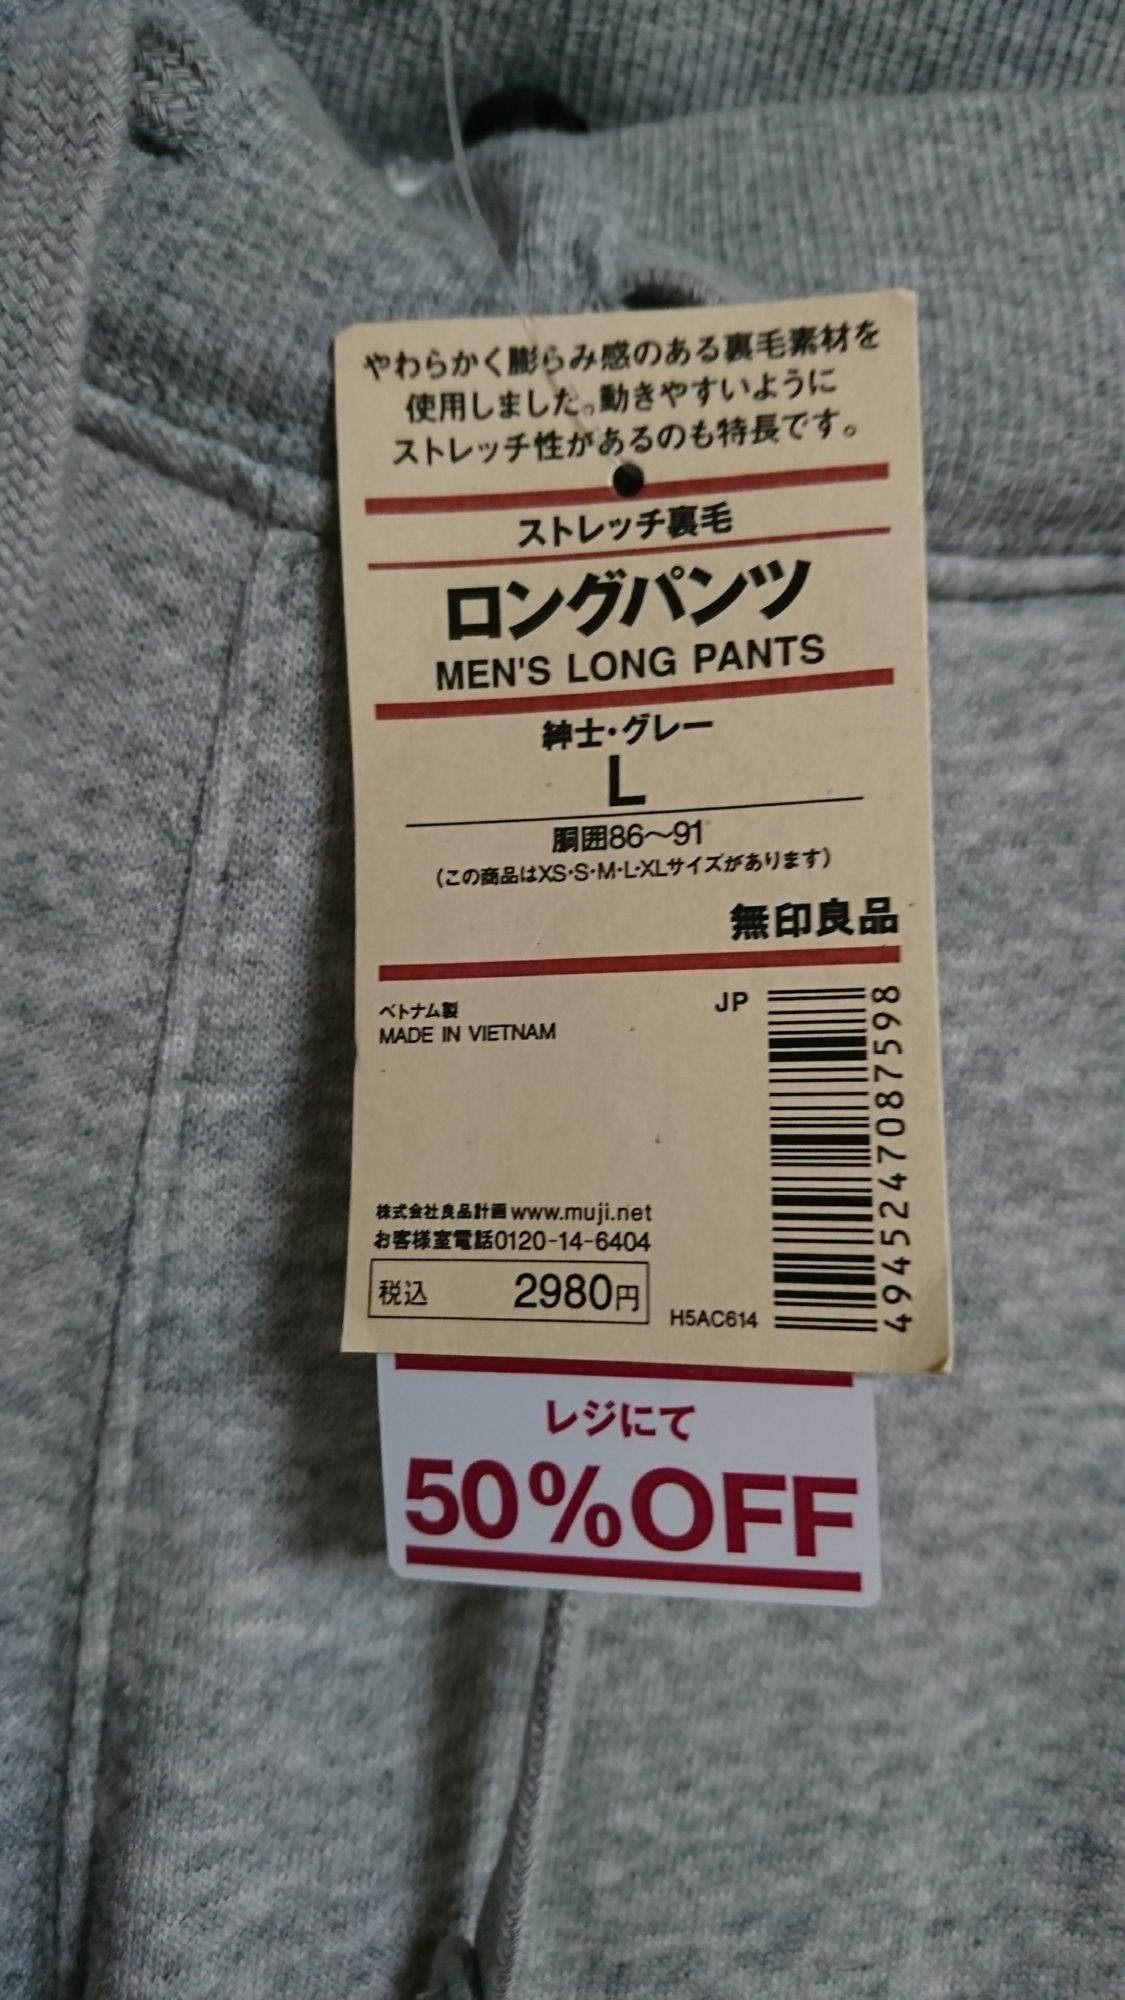 やわらかく膨らみ感のある裏毛素材を
使用しました。動きやすいように
ストレッチ性があるのも特長です。
ストレッチ裏毛
ロングパンツ
MEN'S LONG PANTS
紳士・グレー
L
胴囲86〜91
(この商品はXS・S・M・L・XLサイズがあります)
無印良品
ベトナム製
MADE IN VIETNAM
JP
4945247087598
株式会社良品計画 www.muji.net
お客様室電話0120-14-6404
税込 2980円
H5AC614
レジにて
50%OFF